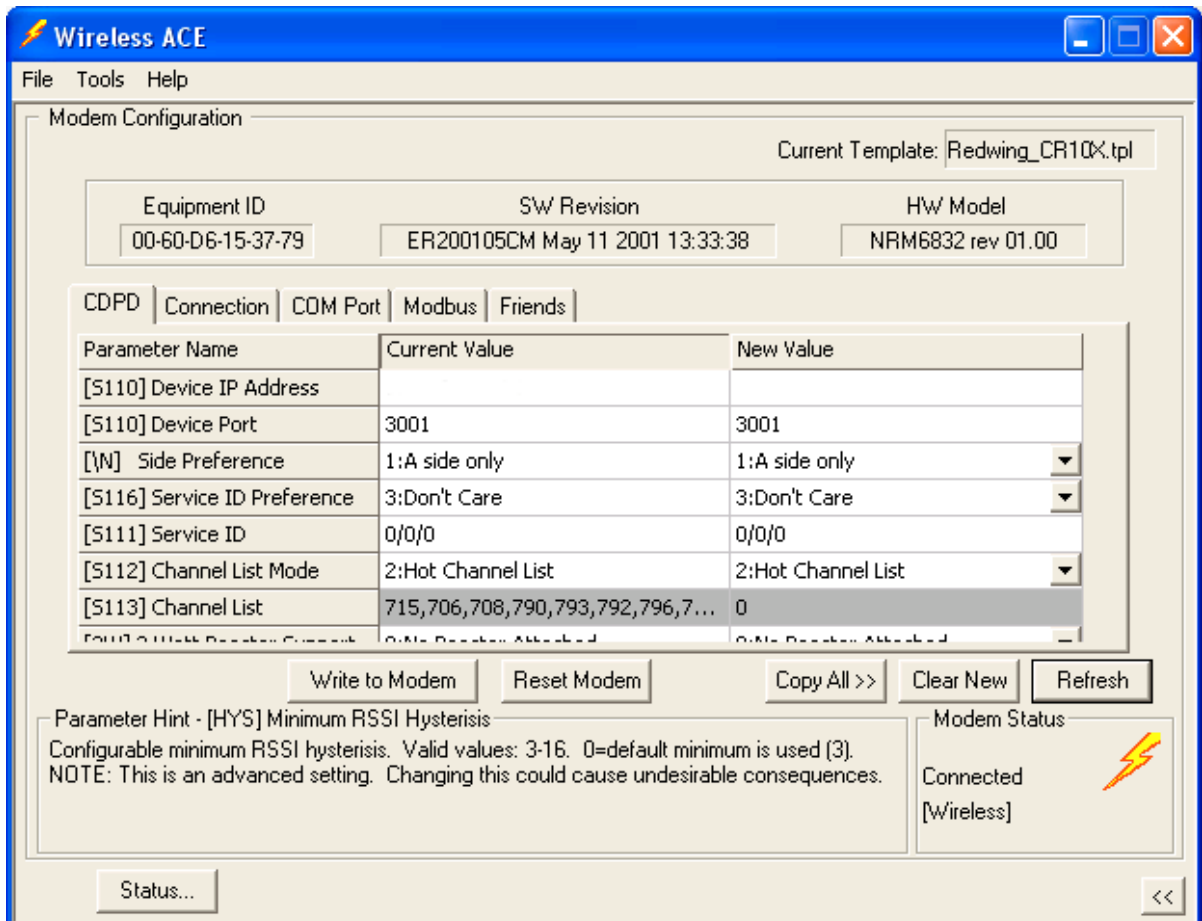 Wireless ACE
File Tools Help
Modem Configuration
Current Template: Redwing_CR10X.tpl
Equipment ID SW Revision HW Model
00-60-D6-15-37-79 ER200105CM May 11 2001 13:33:38 NRM6832 rev 01.00
CDPD Connection COM Port Modbus Friends
Parameter Name Current Value New Value
[S110] Device IP Address
[S110] Device Port 3001 3001
[\N] Side Preference 1:A side only 1:A side only
[S116] Service ID Preference 3:Don't Care 3:Don't Care
[S111] Service ID 0/0/0 0/0/0
[S112] Channel List Mode 2:Hot Channel List 2:Hot Channel List
[S113] Channel List 715,706,708,790,793,792,796,7... 0
Write to Modem Reset Modem Copy All >> Clear New Refresh
Parameter Hint - [HYS] Minimum RSSI Hysterisis Modem Status
Configurable minimum RSSI hysterisis. Valid values: 3-16. 0=default minimum is used (3).
NOTE: This is an advanced setting. Changing this could cause undesirable consequences.
Connected
[Wireless]
Status... <<